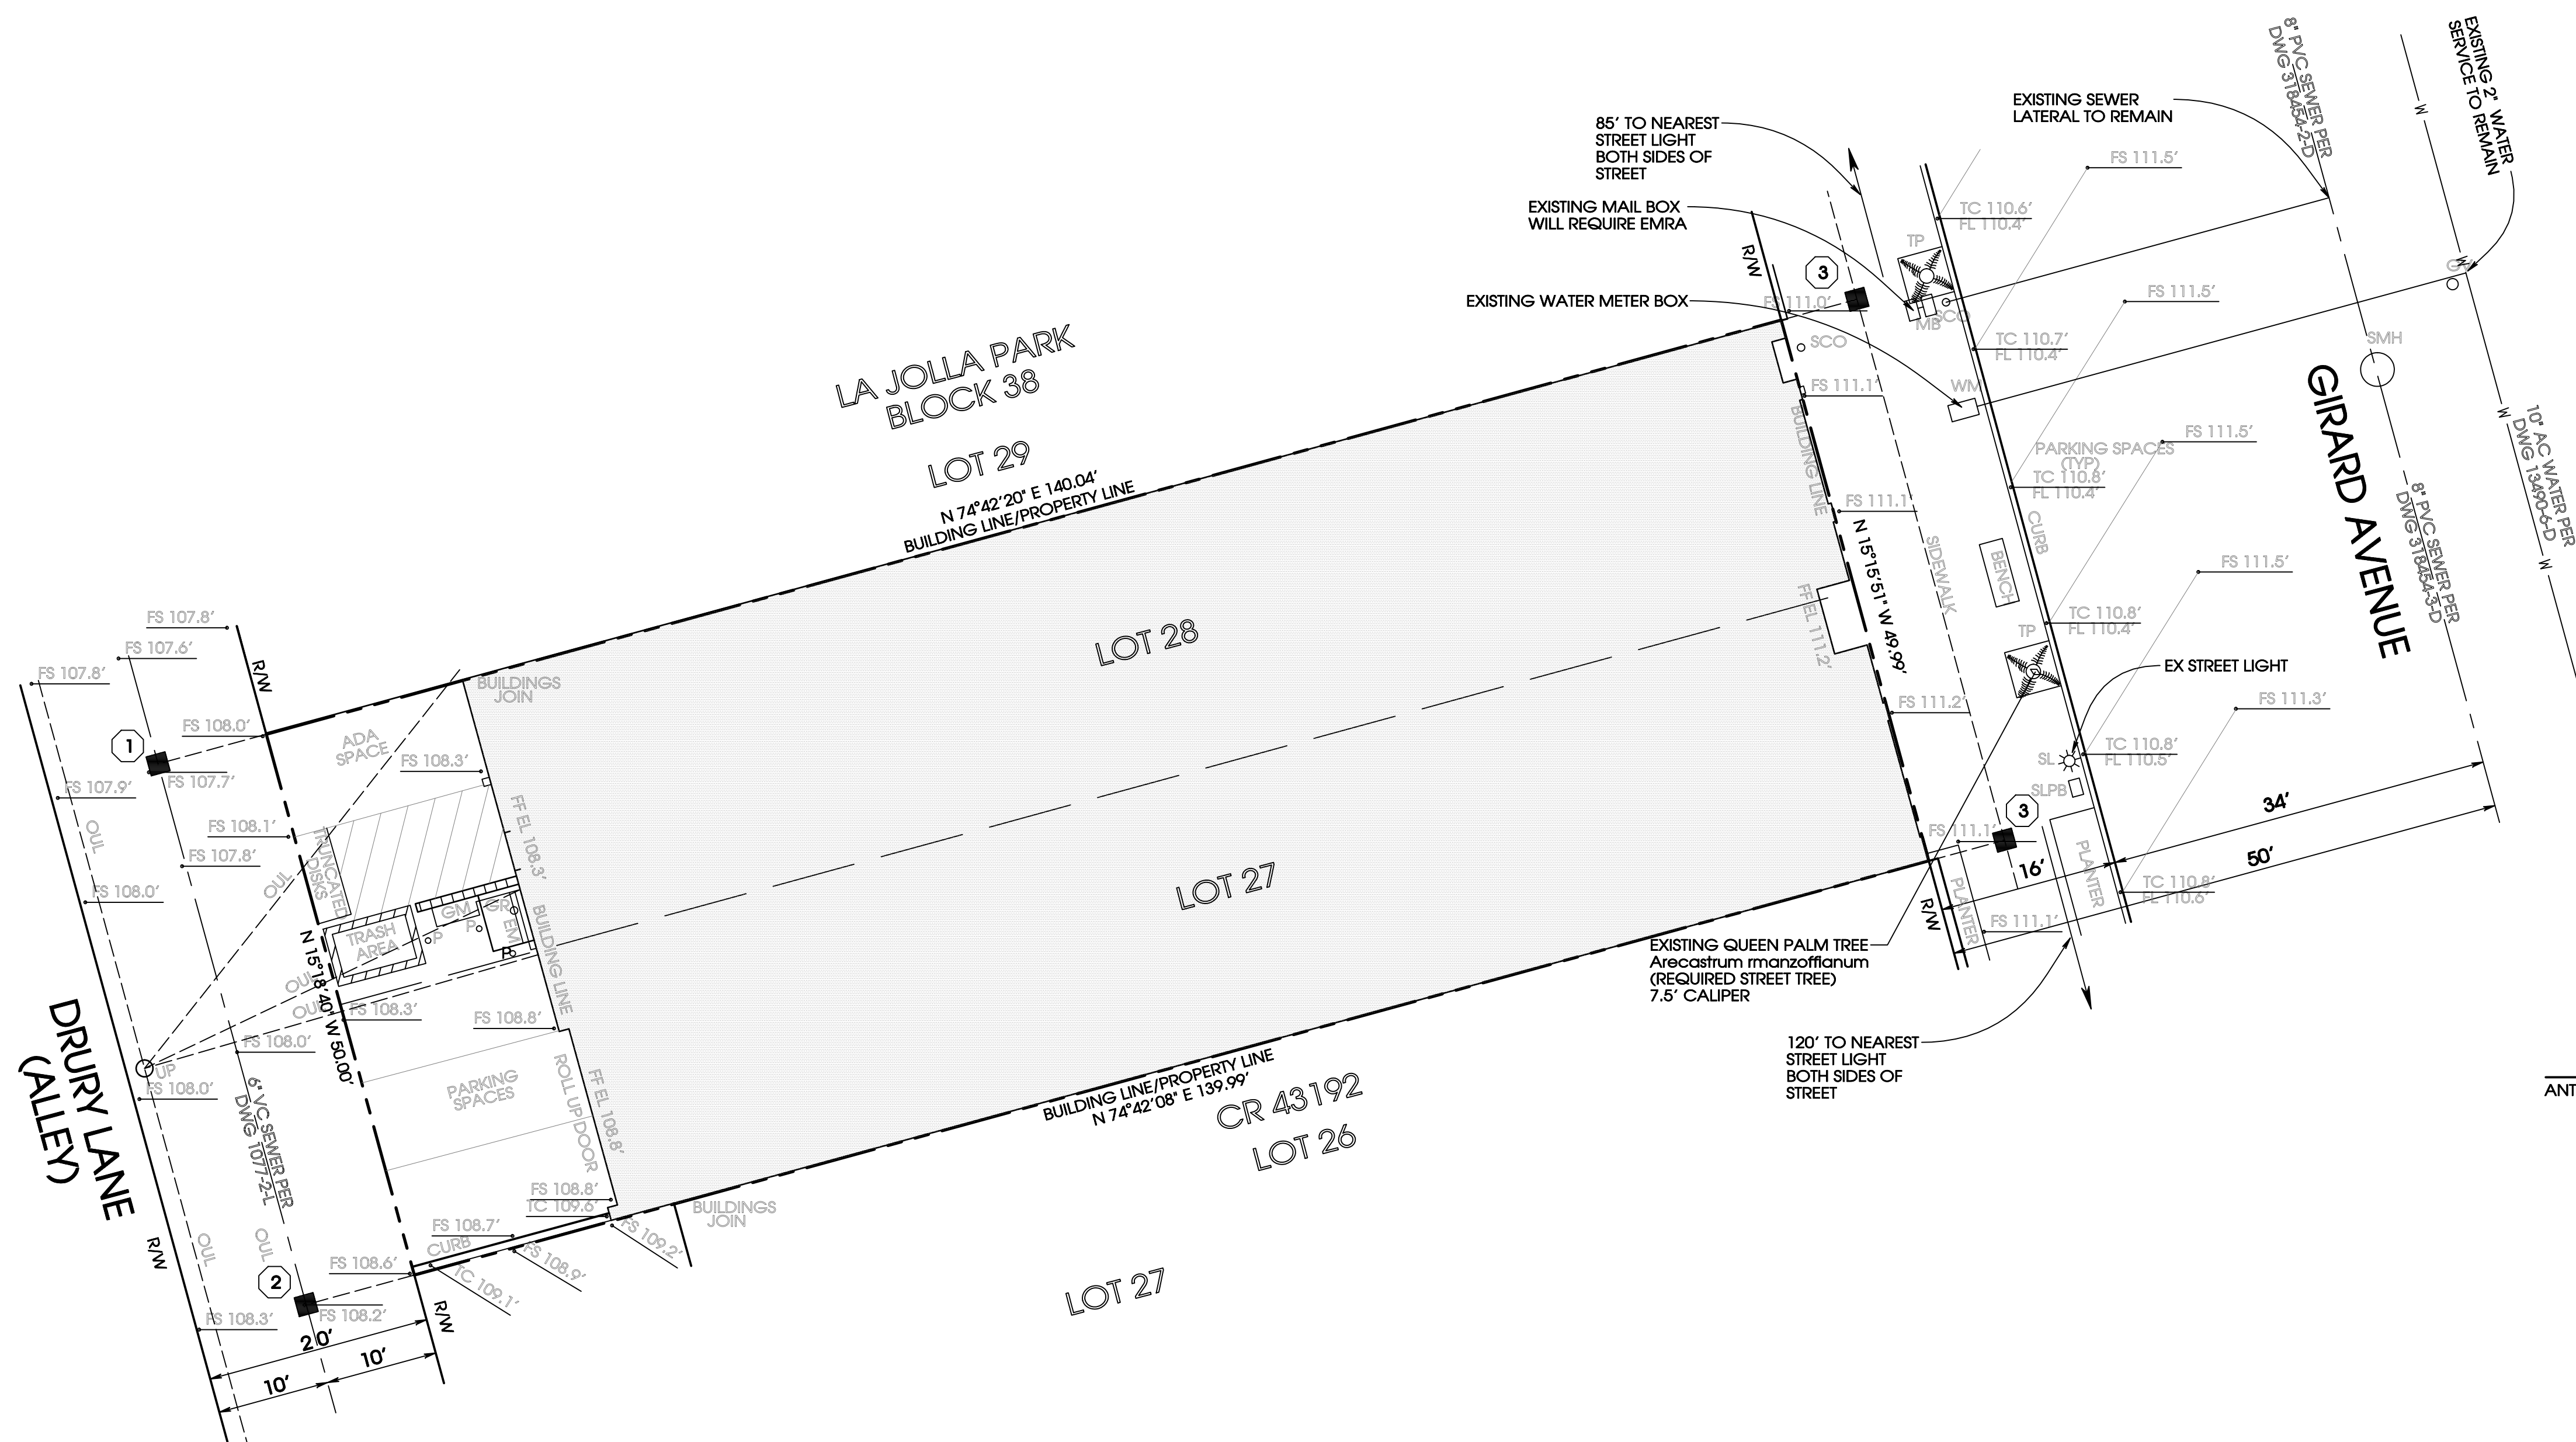 8" PVC SEWER PER
DWG 318454-2-D
EXISTING 2" WATER
SERVICE TO REMAIN
EXISTING SEWER
LATERAL TO REMAIN
85' TO NEAREST
STREET LIGHT
BOTH SIDES OF
STREET
EXISTING MAIL BOX
WILL REQUIRE EMRA
EXISTING WATER METER BOX
R/W
3
FS 111.0'
SCO
FS 111.1'
BUILDING LINE
FS 111.1'
N 15°15'51" W 49.99'
FF EL 111.2'
FS 111.2'
SIDEWALK
TP
MB
SCO
WM
TC 110.6'
FL 110.4'
FS 111.5'
FS 111.5'
TC 110.7'
FL 110.4'
FS 111.5'
PARKING SPACES
(TYP)
TC 110.8'
FL 110.4'
CURB
BENCH
FS 111.5'
TC 110.8'
FL 110.4'
TP
EX STREET LIGHT
FS 111.3'
SL
TC 110.8'
FL 110.5'
SLPB
3
FS 111.1'
PLANTER
PLANTER
TC 110.8'
FL 110.6'
FS 111.1'
16'
34'
50'
R/W
W
W
W
W
SMH
GIRARD AVENUE
8" PVC SEWER PER
DWG 318454-3-D
10" AC WATER PER
DWG 13490-6-D
EXISTING QUEEN PALM TREE
Arecastrum rmanzoffianum
(REQUIRED STREET TREE)
7.5' CALIPER
120' TO NEAREST
STREET LIGHT
BOTH SIDES OF
STREET
ANT
LA JOLLA PARK
BLOCK 38
LOT 29
N 74°42'20" E 140.04'
BUILDING LINE/PROPERTY LINE
LOT 28
LOT 27
BUILDING LINE/PROPERTY LINE
N 74°42'08" E 139.99'
CR 43192
LOT 26
LOT 27
FS 107.8'
FS 107.6'
FS 107.8'
R/W
BUILDINGS
JOIN
FS 108.0'
1
FS 107.7'
FS 107.9'
ADA
SPACE
FS 108.3'
OUL
FS 108.1'
FS 107.8'
FS 108.0'
OUL
TRUNCATED
DISKS
FF EL 108.3'
GM
GR
EM
P
P
P
TRASH
AREA
BUILDING LINE
OUL
OUL
N 15°18'40" W 50.00'
FS 108.3'
FS 108.8'
FS 108.0'
UP
FS 108.0'
DRURY LANE
(ALLEY)
6" VC SEWER PER
DWG 1077-2-L
PARKING
SPACES
ROLL UP DOOR
FF EL 108.8'
FS 108.8'
TC 109.6'
BUILDINGS
JOIN
FS 109.2'
FS 108.7'
CURB
FS 108.9'
FS 108.6'
TC 109.1'
R/W
OUL
OUL
2
FS 108.2'
FS 108.3'
R/W
20'
10'
10'